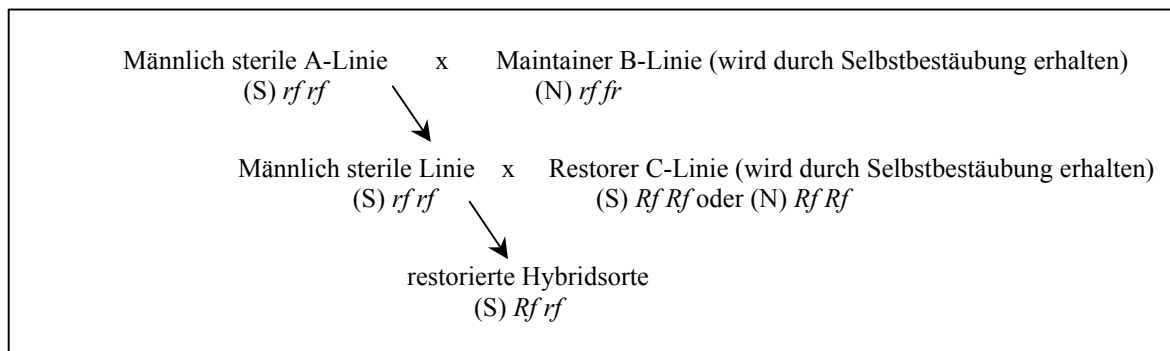 Männlich sterile A-Linie x Maintainer B-Linie (wird durch Selbstbestäubung erhalten)
(S) rf rf (N) rf fr
Männlich sterile Linie x Restorer C-Linie (wird durch Selbstbestäubung erhalten)
(S) rf rf (S) Rf Rf oder (N) Rf Rf
restorierte Hybridsorte
(S) Rf rf